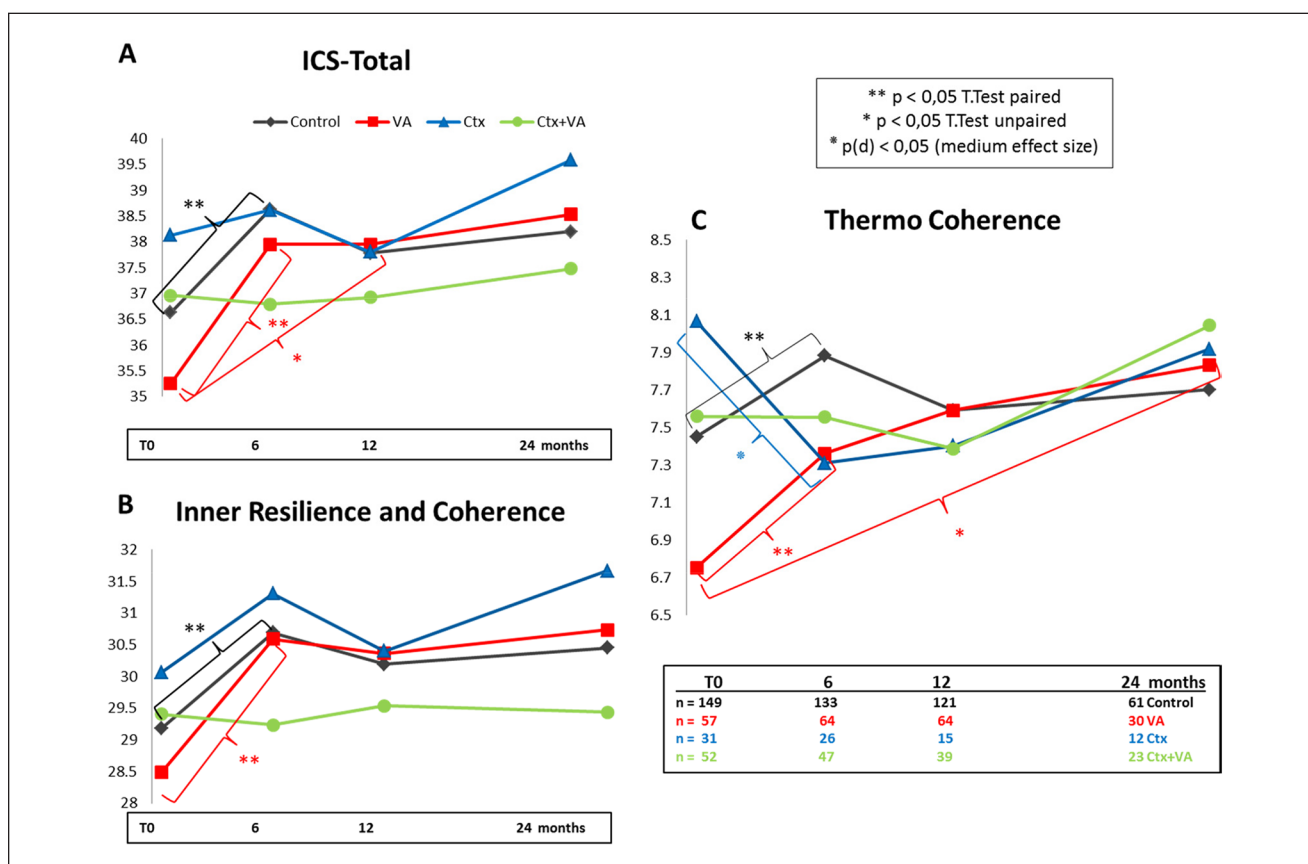 A
ICS-Total
Control VA Ctx Ctx+VA
40
39.5
39
38.5
38
37.5
37
36.5
36
35.5
35
**
**
*
T0 6 12 24 months
B
Inner Resilience and Coherence
32
31.5
31
30.5
30
29.5
29
28.5
28
**
**
T0 6 12 24 months
** p < 0,05 T.Test paired
* p < 0,05 T.Test unpaired
* p(d) < 0,05 (medium effect size)
C
Thermo Coherence
8.5
8.1
7.9
7.7
7.5
7.3
7.1
6.9
6.7
6.5
**
*
**
*
T0 6 12 24 months
n = 149 133 121 61 Control
n = 57 64 64 30 VA
n = 31 26 15 12 Ctx
n = 52 47 39 23 Ctx+VA